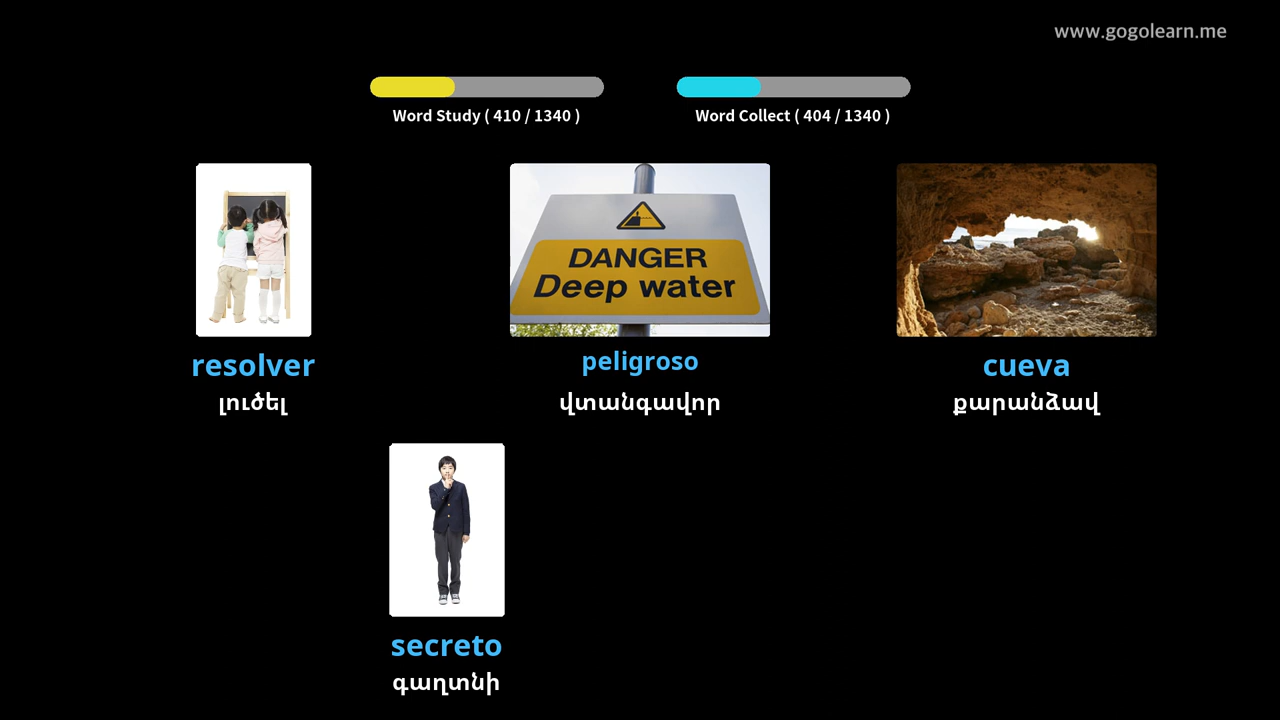 www.gogolearn.me
Word Study ( 410 / 1340 )
Word Collect ( 404 / 1340 )
DANGER
Deep water
resolver
լուծել
peligroso
վտանգավոր
cueva
քարանձավ
secreto
գաղտնի